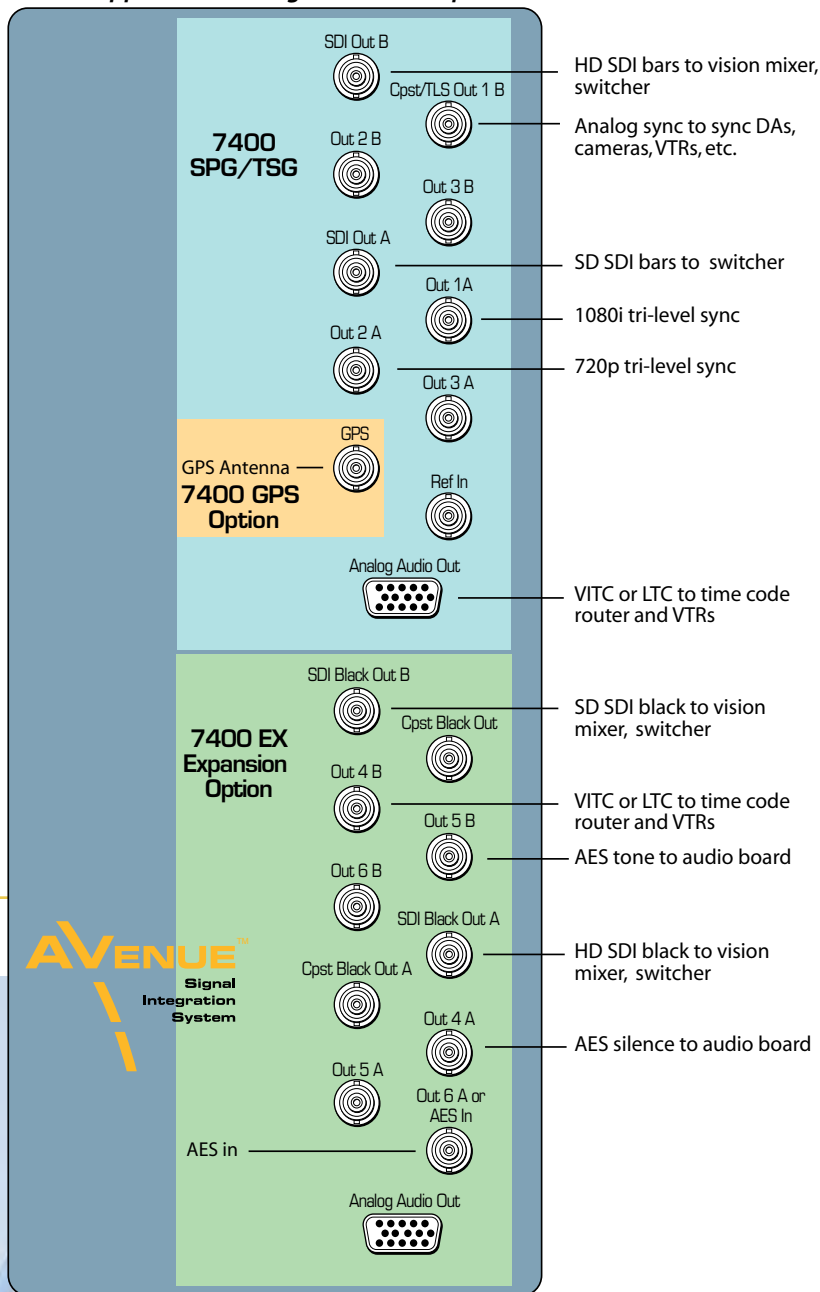 SDI Out B
HD SDI bars to vision mixer,
switcher
Cpst/TLS Out 1 B
Analog sync to sync DAs,
cameras, VTRs, etc.
7400
SPG/TSG
Out 2 B
Out 3 B
SDI Out A
SD SDI bars to switcher
Out 1A
1080i tri-level sync
Out 2 A
720p tri-level sync
Out 3 A
GPS
GPS Antenna
7400 GPS
Option
Ref In
Analog Audio Out
VITC or LTC to time code
router and VTRs
SDI Black Out B
SD SDI black to vision
mixer, switcher
Cpst Black Out
7400 EX
Expansion
Option
Out 4 B
VITC or LTC to time code
router and VTRs
Out 5 B
AES tone to audio board
Out 6 B
SDI Black Out A
HD SDI black to vision
mixer, switcher
AVENUE™
Signal
Integration
System
Cpst Black Out A
Out 4 A
AES silence to audio board
Out 5 A
Out 6 A or
AES In
AES in
Analog Audio Out